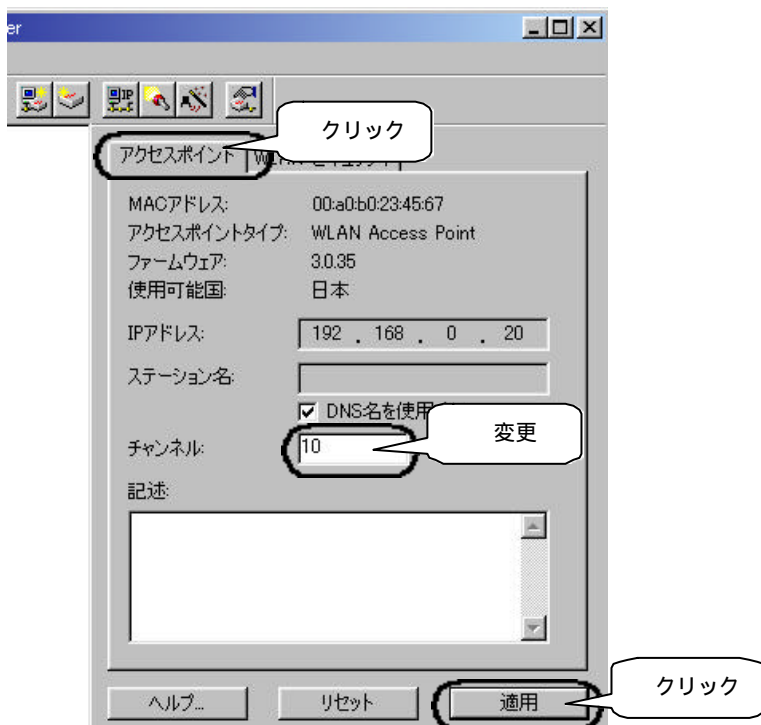 er
クリック
アクセスポイント
MACアドレス: 00:a0:b0:23:45:67
アクセスポイントタイプ: WLAN Access Point
ファームウェア: 3.0.35
使用可能国: 日本
IPアドレス: 192 . 168 . 0 . 20
ステーション名:
DNS名を使用
チャンネル: 10
変更
記述:
ヘルプ... リセット 適用
クリック